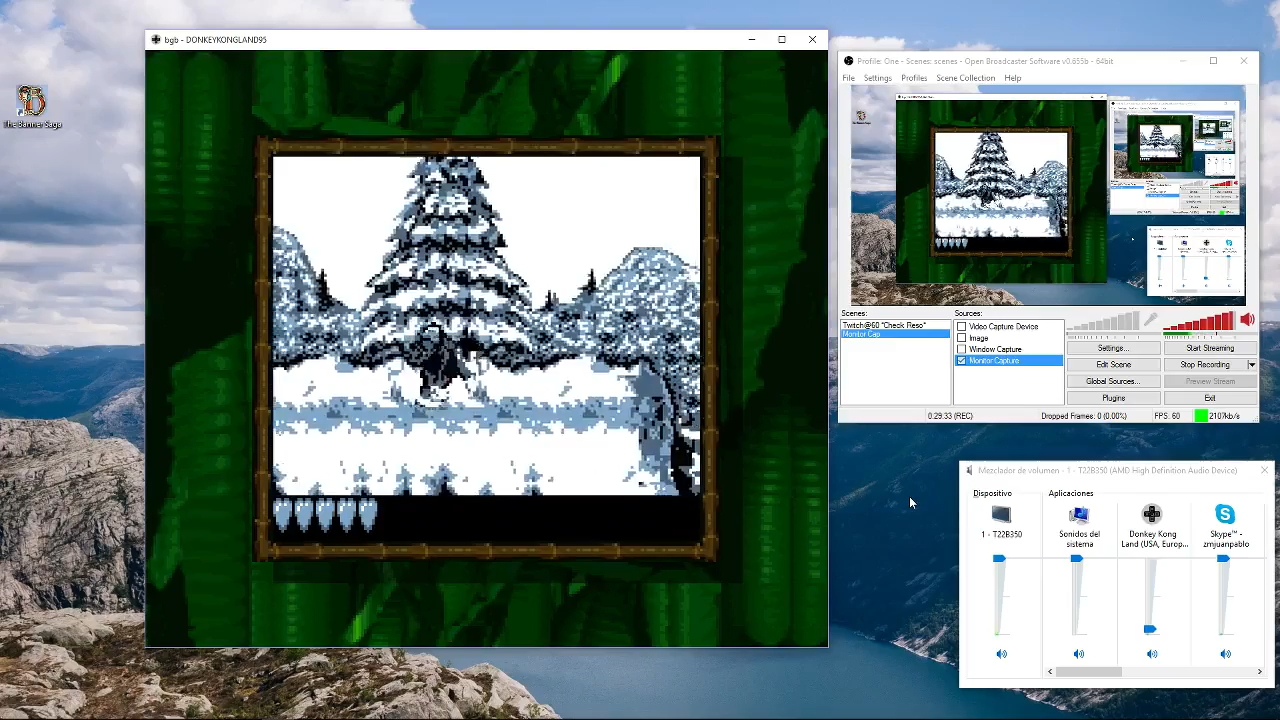 bgb - DONKEYKONGLAND95
The Banner Saga
Profile: One - Scenes: scenes - Open Broadcaster Software v0.655b - 64bit
File Settings Profiles Scene Collection Help
Scenes:
Twitch@60 "Check Reso"
Monitor Cap
Sources:
Video Capture Device
Image
Window Capture
Monitor Capture
Settings... Start Streaming
Edit Scene Stop Recording
Global Sources... Preview Stream
Plugins Exit
0:29:33 (REC) Dropped Frames: 0 (0.00%) FPS: 60 2107kb/s
Mezclador de volumen - 1 - T22B350 (AMD High Definition Audio Device)
Dispositivo
1 - T22B350
Aplicaciones
Sonidos del
sistema
Donkey Kong
Land (USA, Europ...
Skype™ -
zmjuanpablo